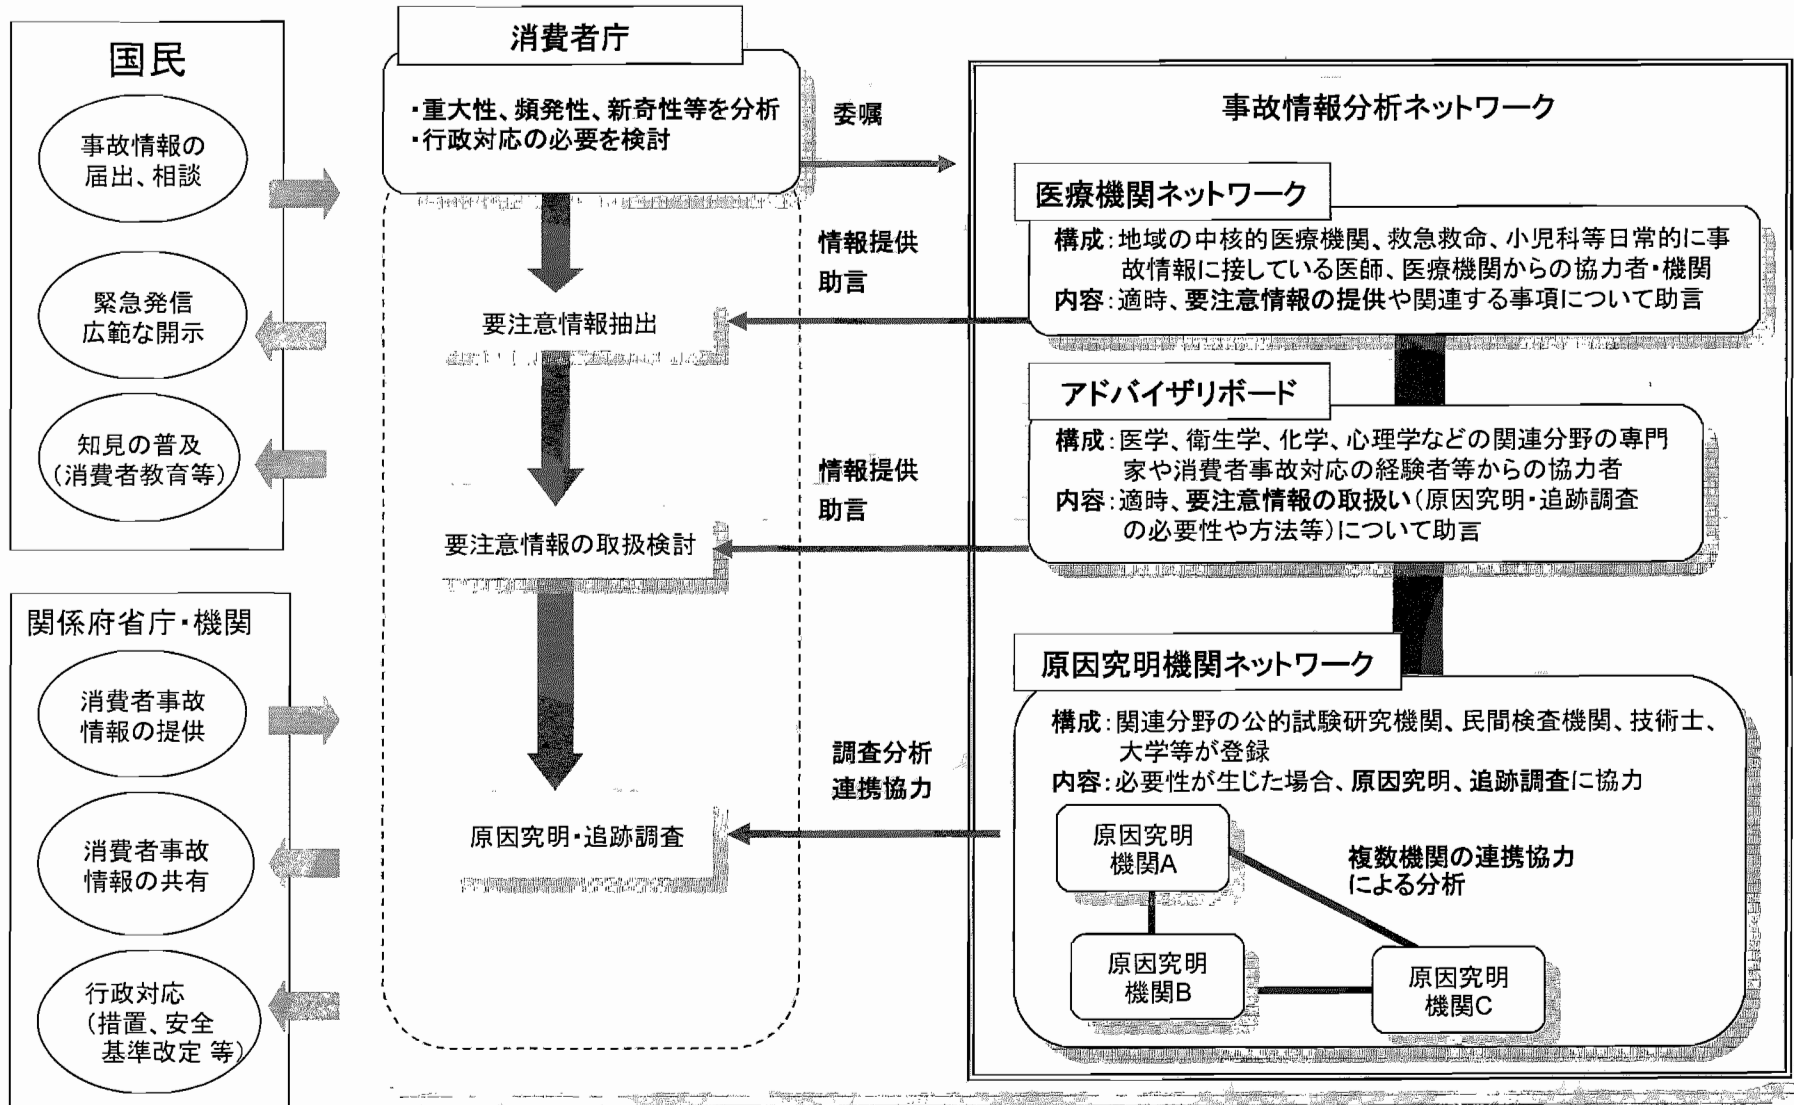 国民
事故情報の
届出、相談
緊急発信
広範な開示
知見の普及
(消費者教育等)
関係府省庁・機関
消費者事故
情報の提供
消費者事故
情報の共有
行政対応
(措置、安全
基準改定 等)
消費者庁
・重大性、頻発性、新奇性等を分析
・行政対応の必要を検討
要注意情報抽出
要注意情報の取扱検討
原因究明・追跡調査
委嘱
情報提供
助言
情報提供
助言
調査分析
連携協力
事故情報分析ネットワーク
医療機関ネットワーク
構成:地域の中核的医療機関、救急救命、小児科等日常的に事
故情報に接している医師、医療機関からの協力者・機関
内容:適時、要注意情報の提供や関連する事項について助言
アドバイザリボード
構成:医学、衛生学、化学、心理学などの関連分野の専門
家や消費者事故対応の経験者等からの協力者
内容:適時、要注意情報の取扱い(原因究明・追跡調査
の必要性や方法等)について助言
原因究明機関ネットワーク
構成:関連分野の公的試験研究機関、民間検査機関、技術士、
大学等が登録
内容:必要性が生じた場合、原因究明、追跡調査に協力
原因究明
機関A
複数機関の連携協力
による分析
原因究明
機関B
原因究明
機関C